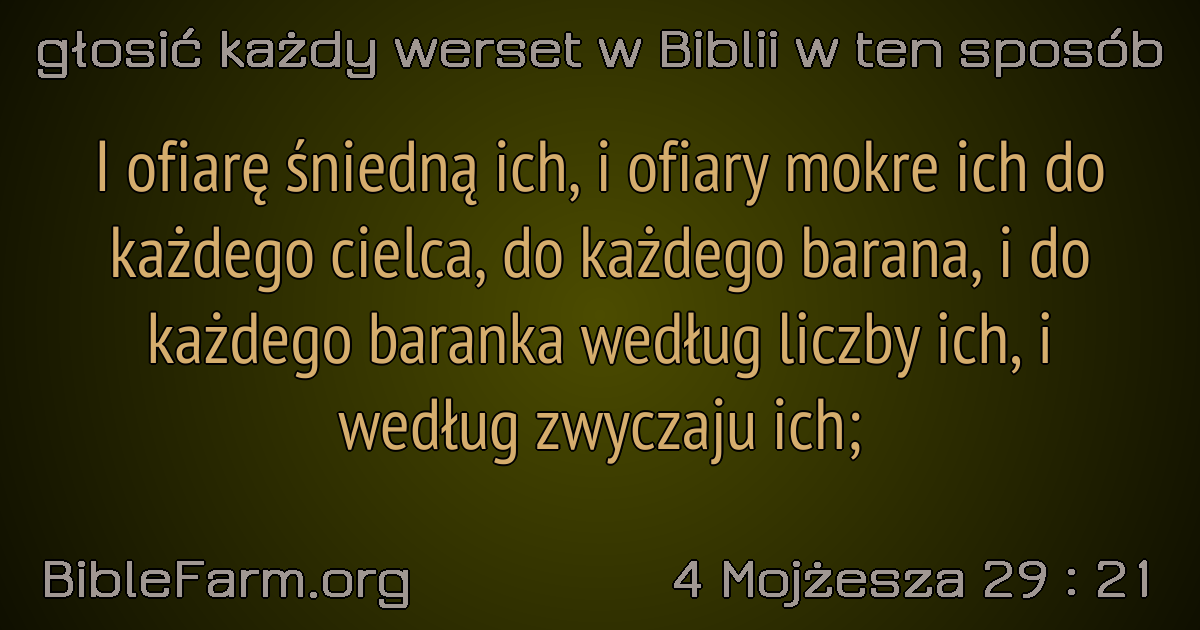 głosić każdy werset w Biblii w ten sposób
I ofiarę śniedną ich, i ofiary mokre ich do
każdego cielca, do każdego barana, i do
każdego baranka według liczby ich, i
według zwyczaju ich;
BibleFarm.org
4 Mojżesza 29 : 21